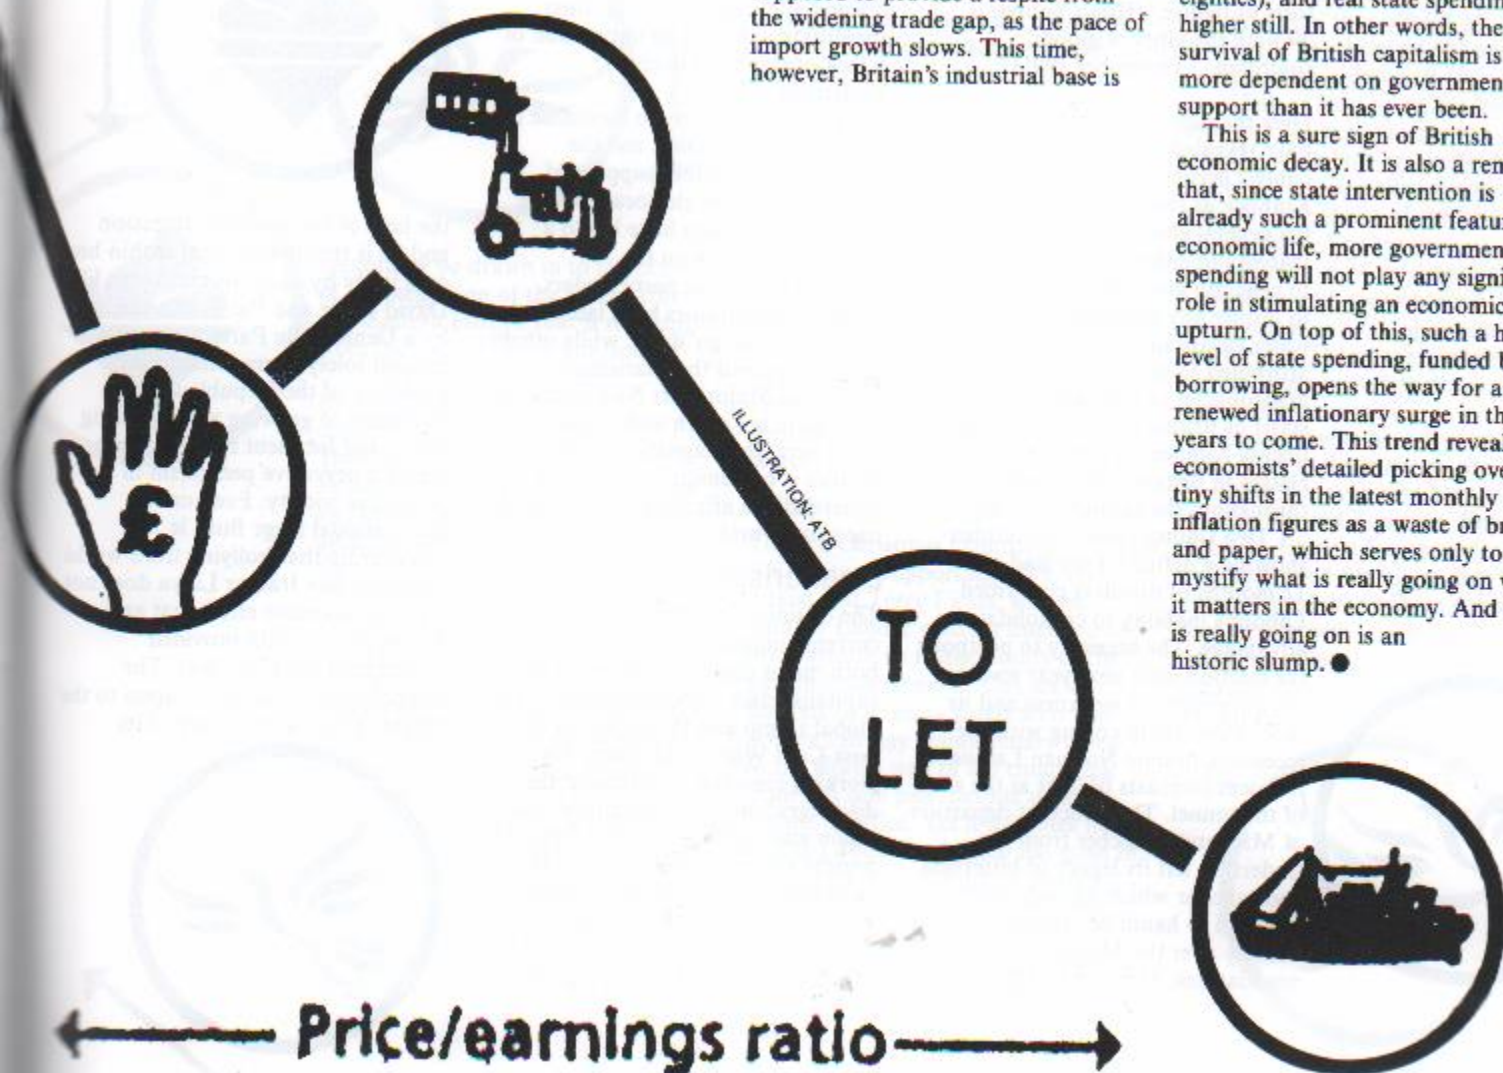 the widening trade gap, as the pace of
import growth slows. This time,
however, Britain's industrial base is
higher still. In other words, the
survival of British capitalism is
more dependent on governmen
support than it has ever been.
This is a sure sign of British
economic decay. It is also a ren
that, since state intervention is
already such a prominent featur
economic life, more governmen
spending will not play any signi
role in stimulating an economic
upturn. On top of this, such a h
level of state spending, funded b
borrowing, opens the way for a
renewed inflationary surge in th
years to come. This trend reveal
economists' detailed picking ove
tiny shifts in the latest monthly
inflation figures as a waste of br
and paper, which serves only to
mystify what is really going on w
it matters in the economy. And
is really going on is an
historic slump. ●
£
ILLUSTRATION: ATB
TO
LET
Price/earnings ratio